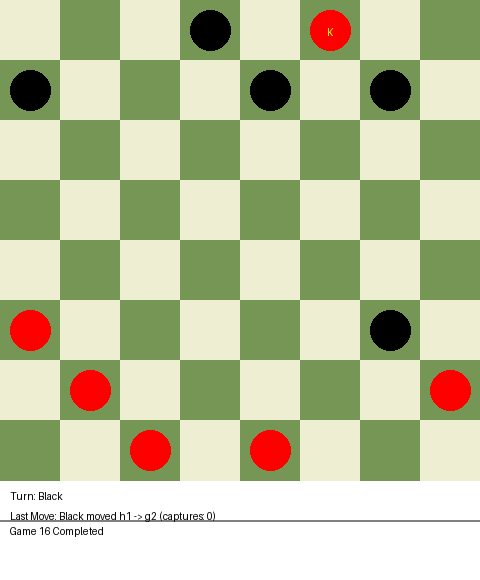 K
Turn: Black
Last Move: Black moved h1 -> g2 (captures: 0)
Game 16 Completed